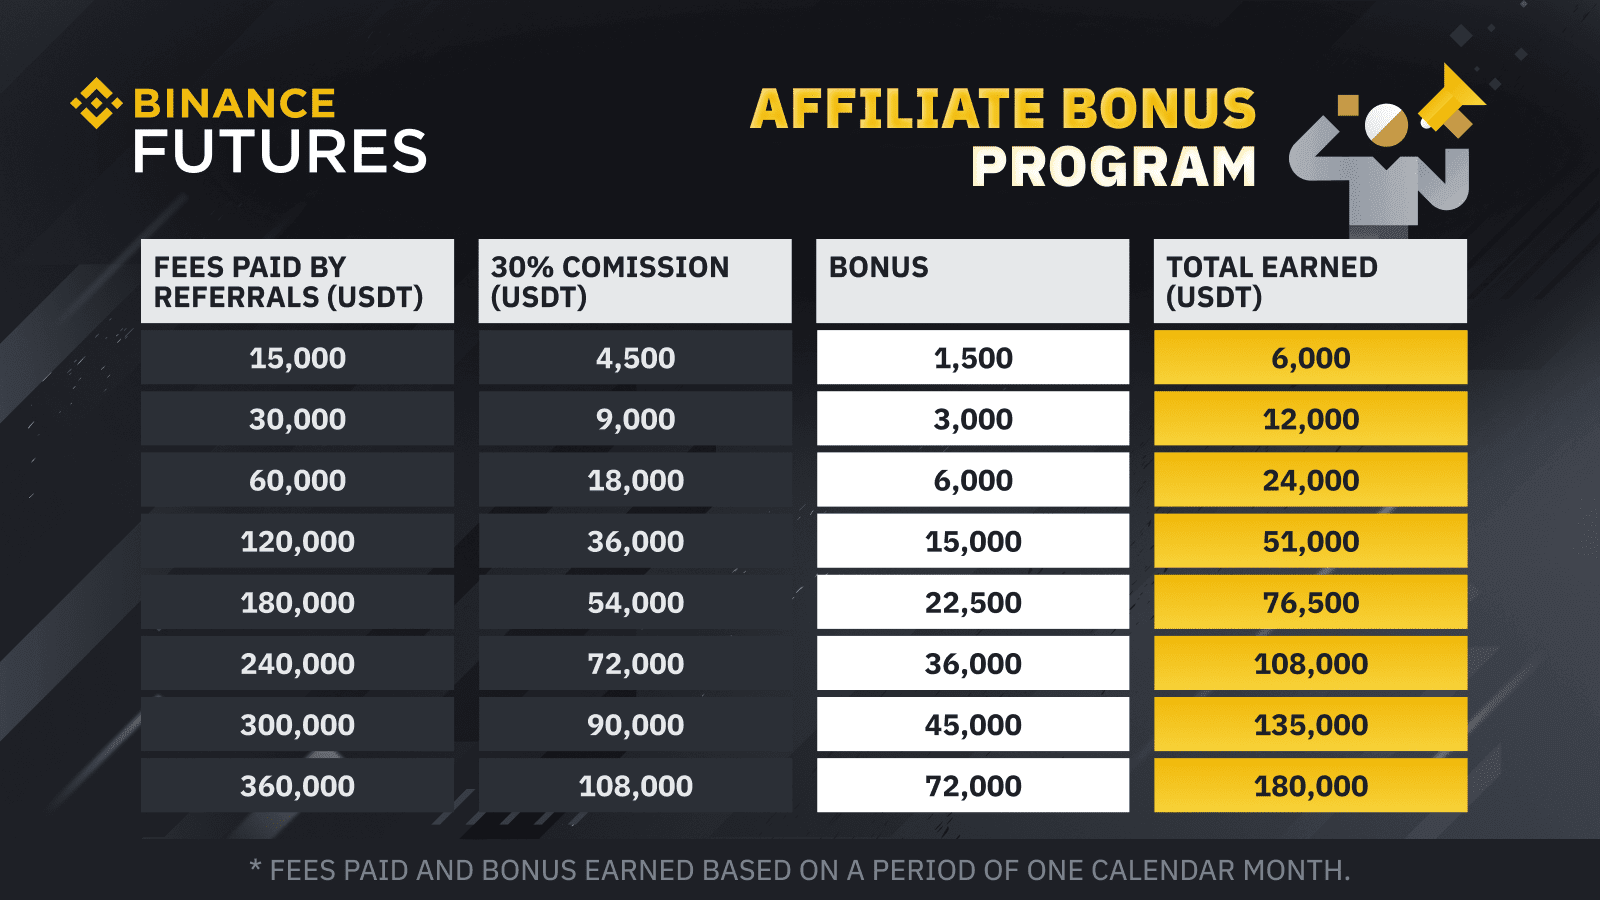 BINANCE
FUTURES
AFFILIATE BONUS
PROGRAM
FEES PAID BY
REFERRALS (USDT)
30% COMISSION
(USDT)
BONUS
TOTAL EARNED
(USDT)
15,000 4,500 1,500 6,000
30,000 9,000 3,000 12,000
60,000 18,000 6,000 24,000
120,000 36,000 15,000 51,000
180,000 54,000 22,500 76,500
240,000 72,000 36,000 108,000
300,000 90,000 45,000 135,000
360,000 108,000 72,000 180,000
* FEES PAID AND BONUS EARNED BASED ON A PERIOD OF ONE CALENDAR MONTH.